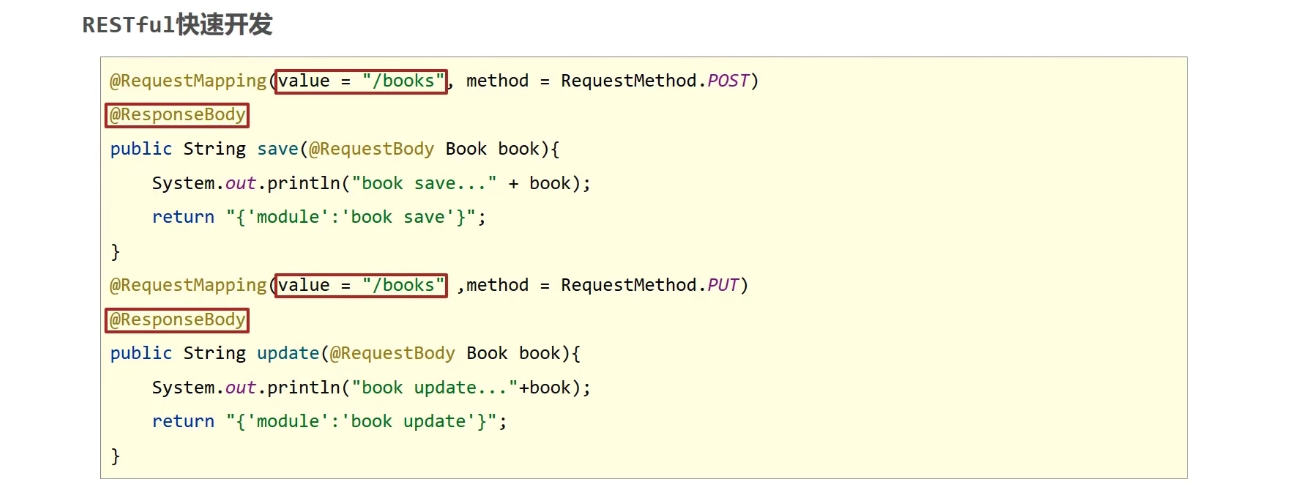 RESTful快速开发
@RequestMapping(value = "/books", method = RequestMethod.POST)
@ResponseBody
public String save(@RequestBody Book book){
    System.out.println("book save..." + book);
    return "{'module':'book save'}";
}
@RequestMapping(value = "/books" ,method = RequestMethod.PUT)
@ResponseBody
public String update(@RequestBody Book book){
    System.out.println("book update..."+book);
    return "{'module':'book update'}";
}